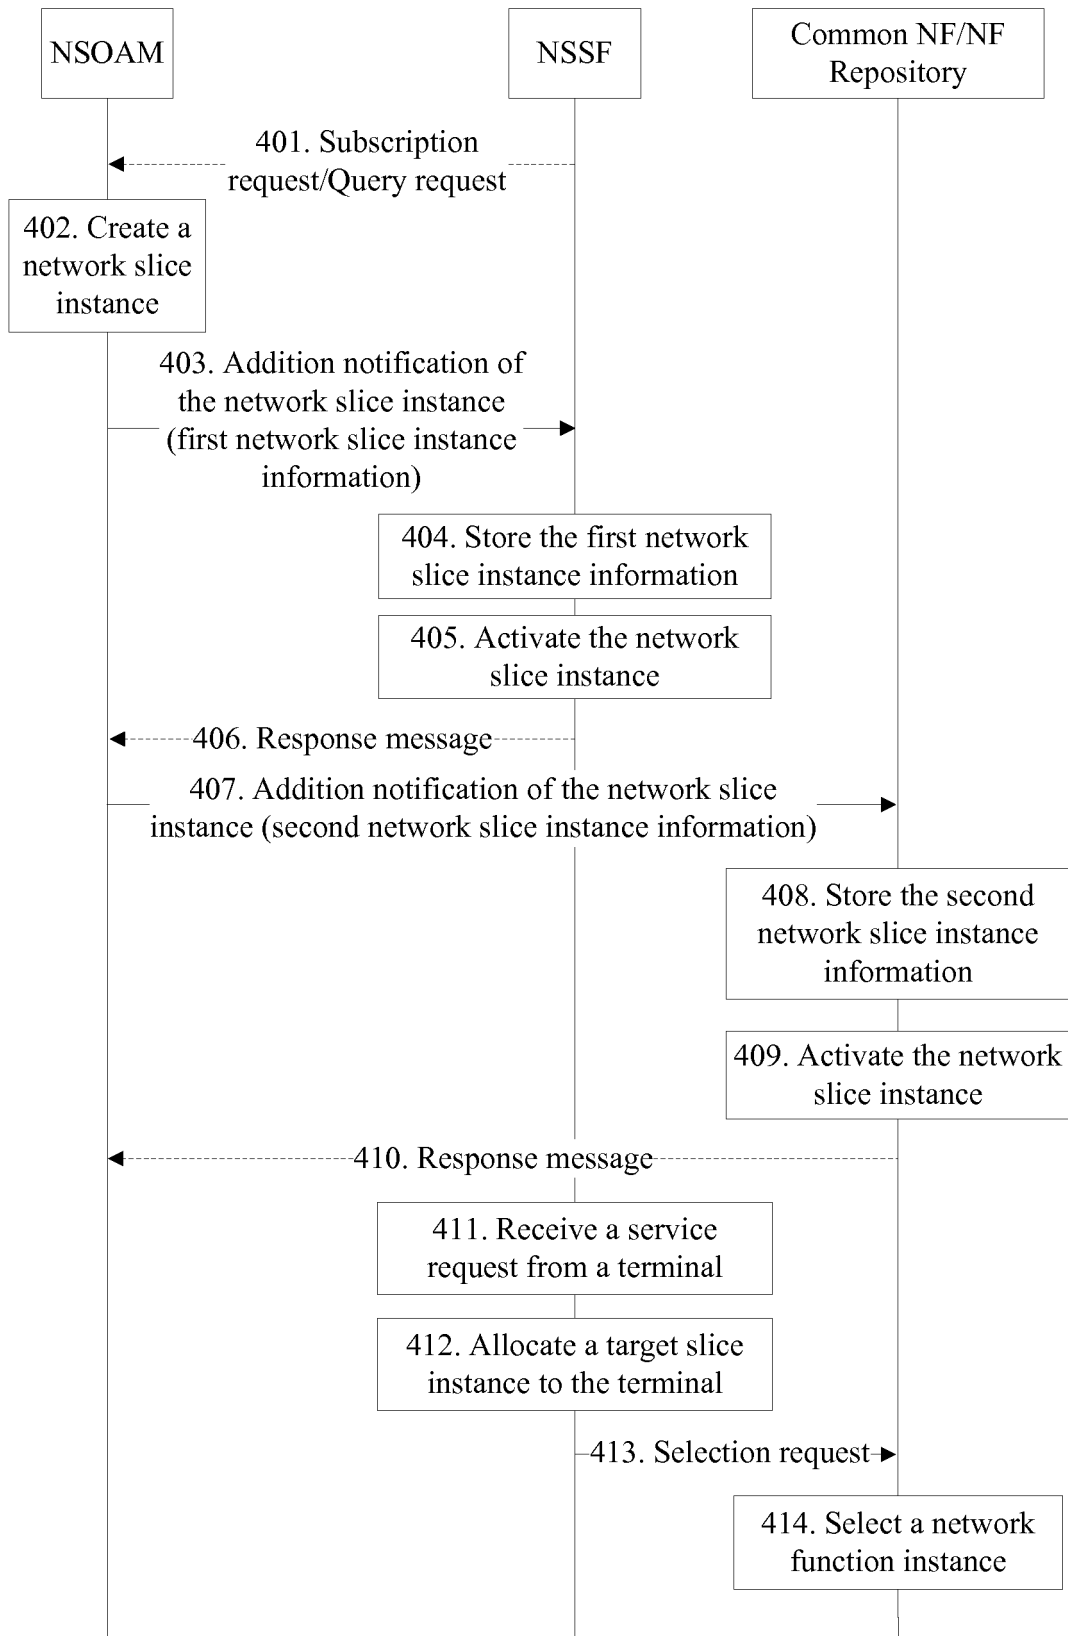 NSOAM
NSSF
Common NF/NF
Repository
401. Subscription
request/Query request
402. Create a
network slice
instance
403. Addition notification of
the network slice instance
(first network slice instance
information)
404. Store the first network
slice instance information
405. Activate the network
slice instance
406. Response message
407. Addition notification of the network slice
instance (second network slice instance information)
408. Store the second
network slice instance
information
409. Activate the network
slice instance
410. Response message
411. Receive a service
request from a terminal
412. Allocate a target slice
instance to the terminal
413. Selection request
414. Select a network
function instance